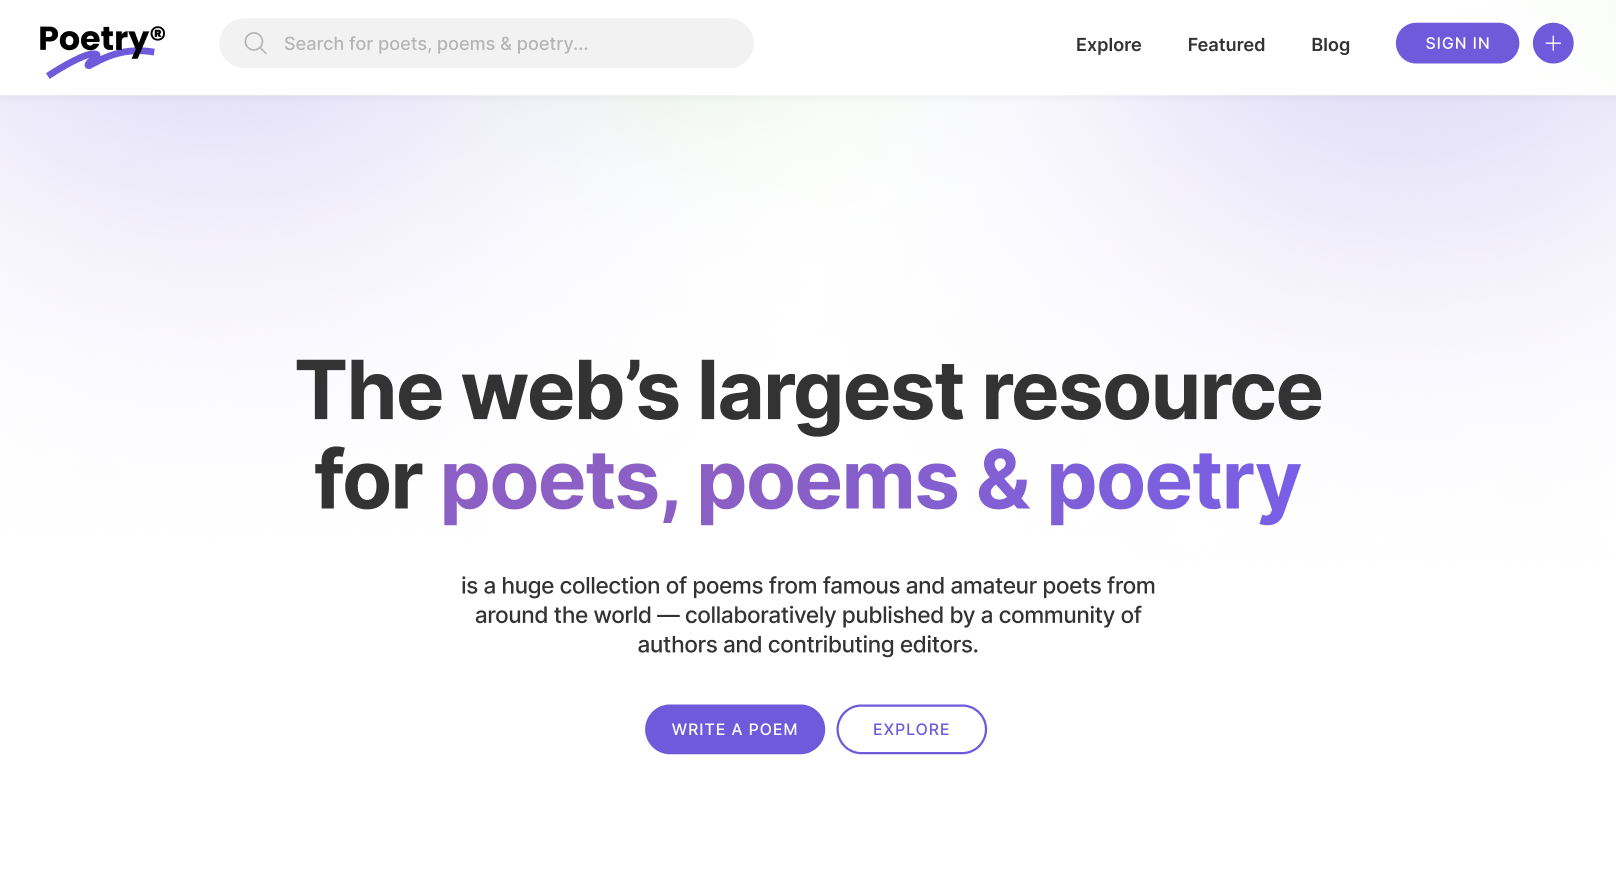 Poetry®
Search for poets, poems & poetry...
Explore
Featured
Blog
SIGN IN
The web’s largest resource
for poets, poems & poetry
is a huge collection of poems from famous and amateur poets from
around the world — collaboratively published by a community of
authors and contributing editors.
WRITE A POEM
EXPLORE